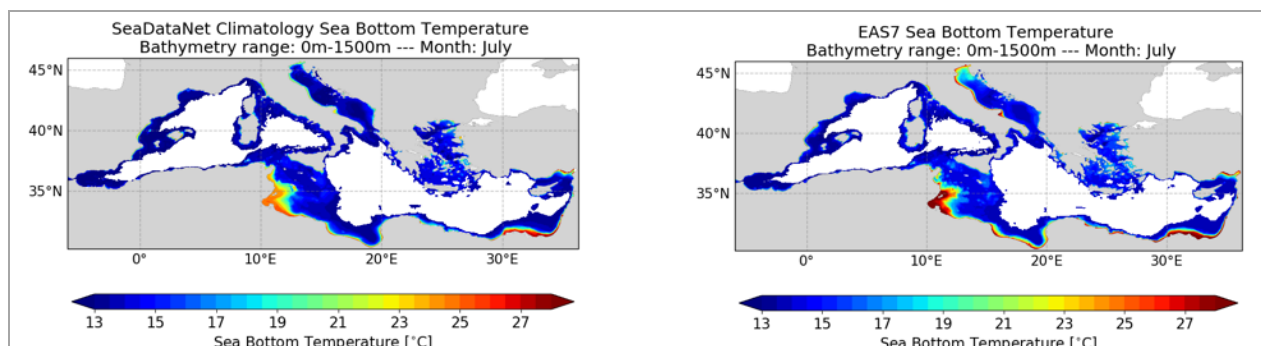 SeaDataNet Climatology Sea Bottom Temperature
Bathymetry range: 0m-1500m --- Month: July
45°N
40°N
35°N
0°
10°E
20°E
30°E
13
15
17
19
21
23
25
27
Sea Bottom Temperature [°C]
EAS7 Sea Bottom Temperature
Bathymetry range: 0m-1500m --- Month: July
45°N
40°N
35°N
0°
10°E
20°E
30°E
13
15
17
19
21
23
25
27
Sea Bottom Temperature [°C]